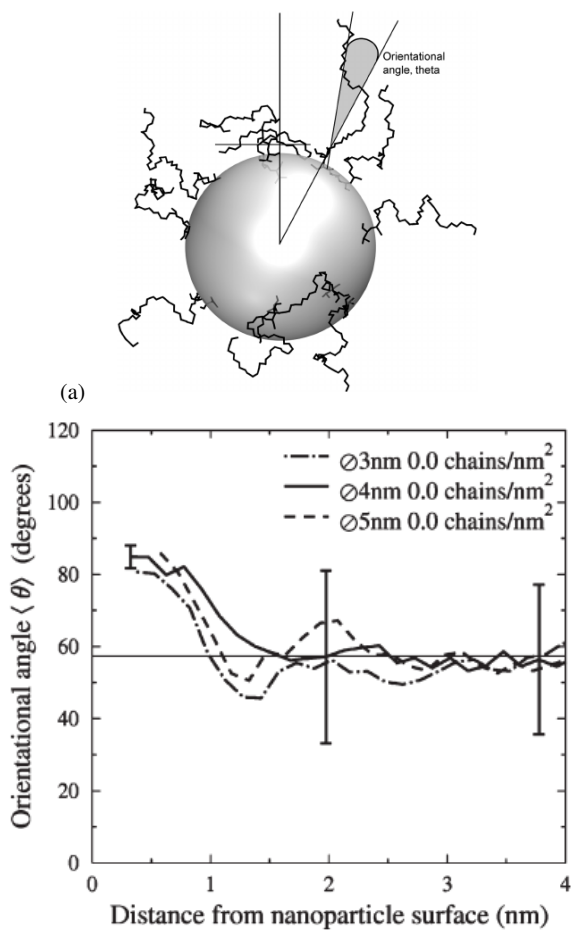 Orientational
angle, theta
(a)
120
100
80
60
40
20
0
Orientational angle ⟨θ⟩ (degrees)
∅3nm 0.0 chains/nm²
∅4nm 0.0 chains/nm²
∅5nm 0.0 chains/nm²
0 1 2 3 4
Distance from nanoparticle surface (nm)